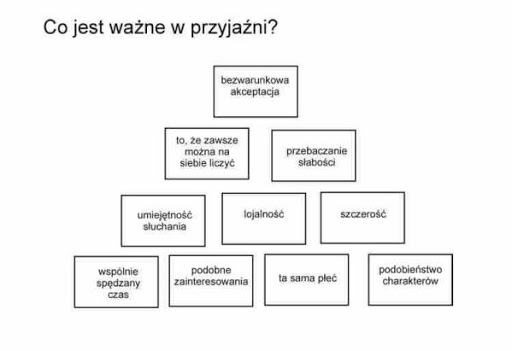 Co jest ważne w przyjaźni?
bezwarunkowa
akceptacja
to, że zawsze
można na
siebie liczyć
przebaczanie
słabości
umiejętność
słuchania
lojalność
szczerość
wspólnie
spędzany
czas
podobne
zainteresowania
ta sama płeć
podobieństwo
charakterów